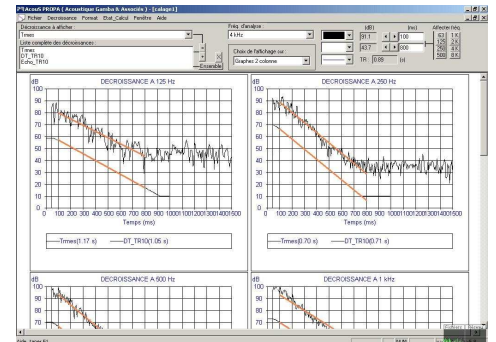 AcouS PROPA ( Acoustique Gamba & Associés ) - [calage1]
Fichier Decroissance Format Etat_Calcul Fenêtre Aide
Décroissance à afficher :
Tmes
Liste complete des décroissances :
Tmes
DT_TR10
Echo_TR10
Ensemble
Fréq. d'analyse :
4 kHz
Choix de l'affichage sur :
Graphes 2 colonne
(dB) (ms)
91.1 100
43.7 800
TR : 0.89 (s)
Affecter fréq.
63 1 K
125 2 K
250 4 K
500 8 K
dB DECROISSANCE A 125 Hz
100
90
80
70
60
50
40
30
20
10
0
0 100 200 300 400 500 600 700 800 900 1000 1100 1200 1300 1400 1500
Temps (ms)
Tmes(1.17 s) DT_TR10(1.05 s)
dB DECROISSANCE A 250 Hz
100
90
80
70
60
50
40
30
20
10
0
0 100 200 300 400 500 600 700 800 900 1000 1100 1200 1300 1400 1500
Temps (ms)
Tmes(0.70 s) DT_TR10(0.71 s)
dB DECROISSANCE A 500 Hz
100
90
80
70
dB DECROISSANCE A 1 kHz
100
90
80
70